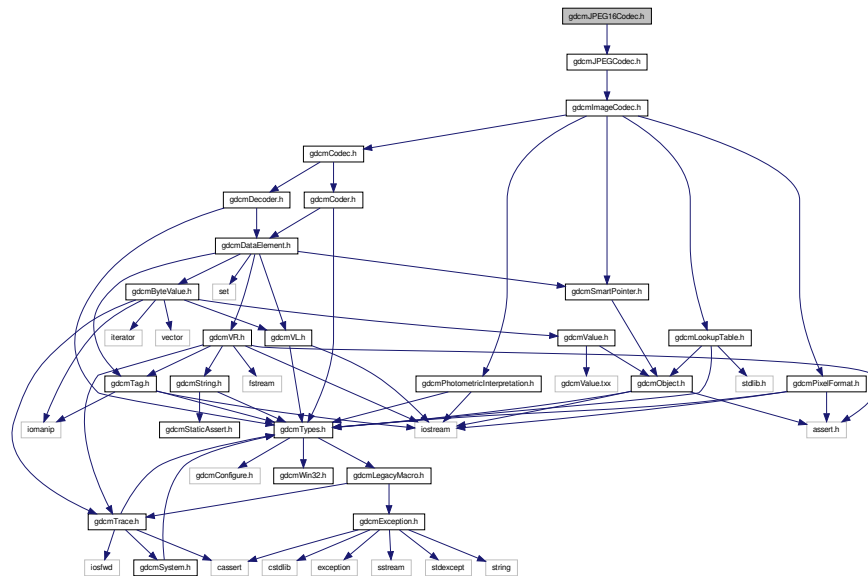 gdcmJPEG16Codec.h
gdcmJPEGCodec.h
gdcmImageCodec.h
gdcmCodec.h
gdcmDecoder.h
gdcmCoder.h
gdcmDataElement.h
gdcmByteValue.h
set
gdcmSmartPointer.h
iterator
vector
gdcmVR.h
gdcmVL.h
gdcmValue.h
gdcmLookupTable.h
gdcmTag.h
gdcmString.h
fstream
gdcmPhotometricInterpretation.h
gdcmValue.txx
gdcmObject.h
stdlib.h
gdcmPixelFormat.h
iomanip
gdcmStaticAssert.h
gdcmTypes.h
iostream
assert.h
gdcmConfigure.h
gdcmWin32.h
gdcmLegacyMacro.h
gdcmTrace.h
gdcmException.h
iosfwd
gdcmSystem.h
cassert
cstdlib
exception
sstream
stdexcept
string